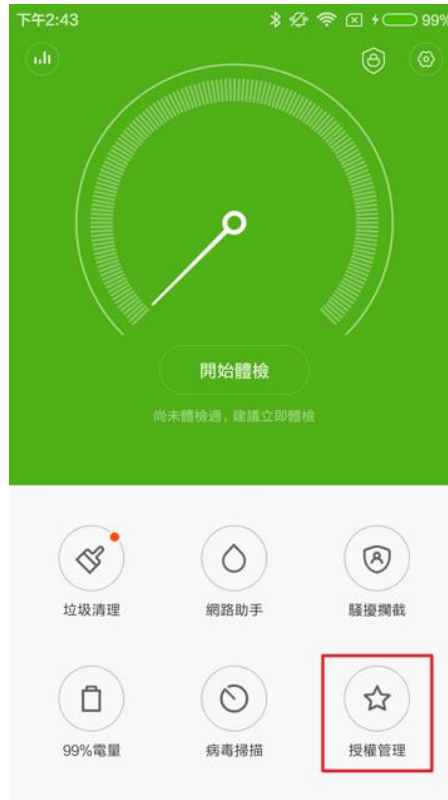 下午2:43
99%
開始體檢
尚未體檢過，建議立即體檢
垃圾清理
網路助手
騷擾攔截
99%電量
病毒掃描
授權管理